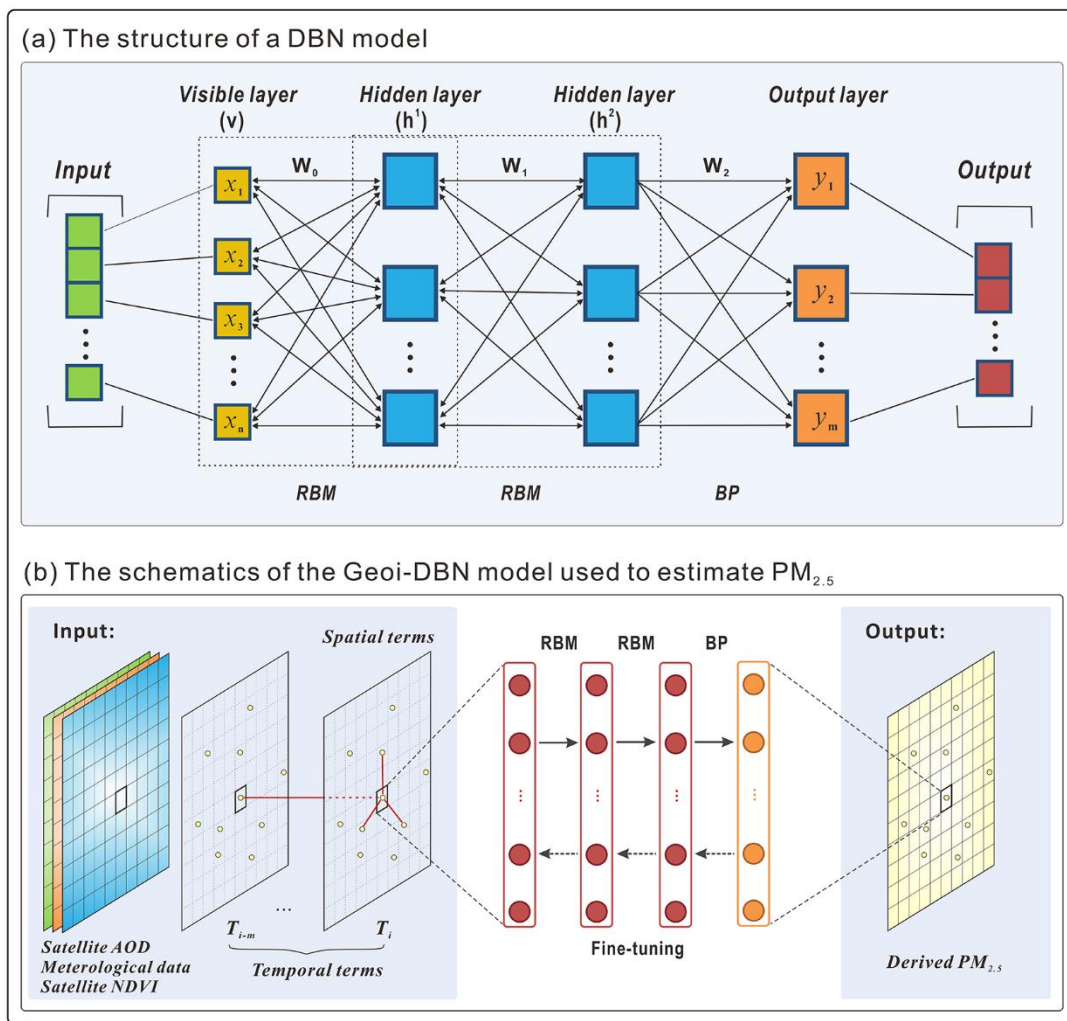 (a) The structure of a DBN model
Visible layer Hidden layer Hidden layer Output layer
(v) (h¹) (h²)
Input W₀ W₁ W₂ Output
x₁ y₁
x₂ y₂
x₃
xₙ yₘ
RBM RBM BP
(b) The schematics of the Geoi-DBN model used to estimate PM₂.₅
Input: Spatial terms RBM RBM BP Output:
... 
Tᵢ₋ₘ Tᵢ
Satellite AOD
Meterological data
Satellite NDVI
Temporal terms
Fine-tuning
Derived PM₂.₅